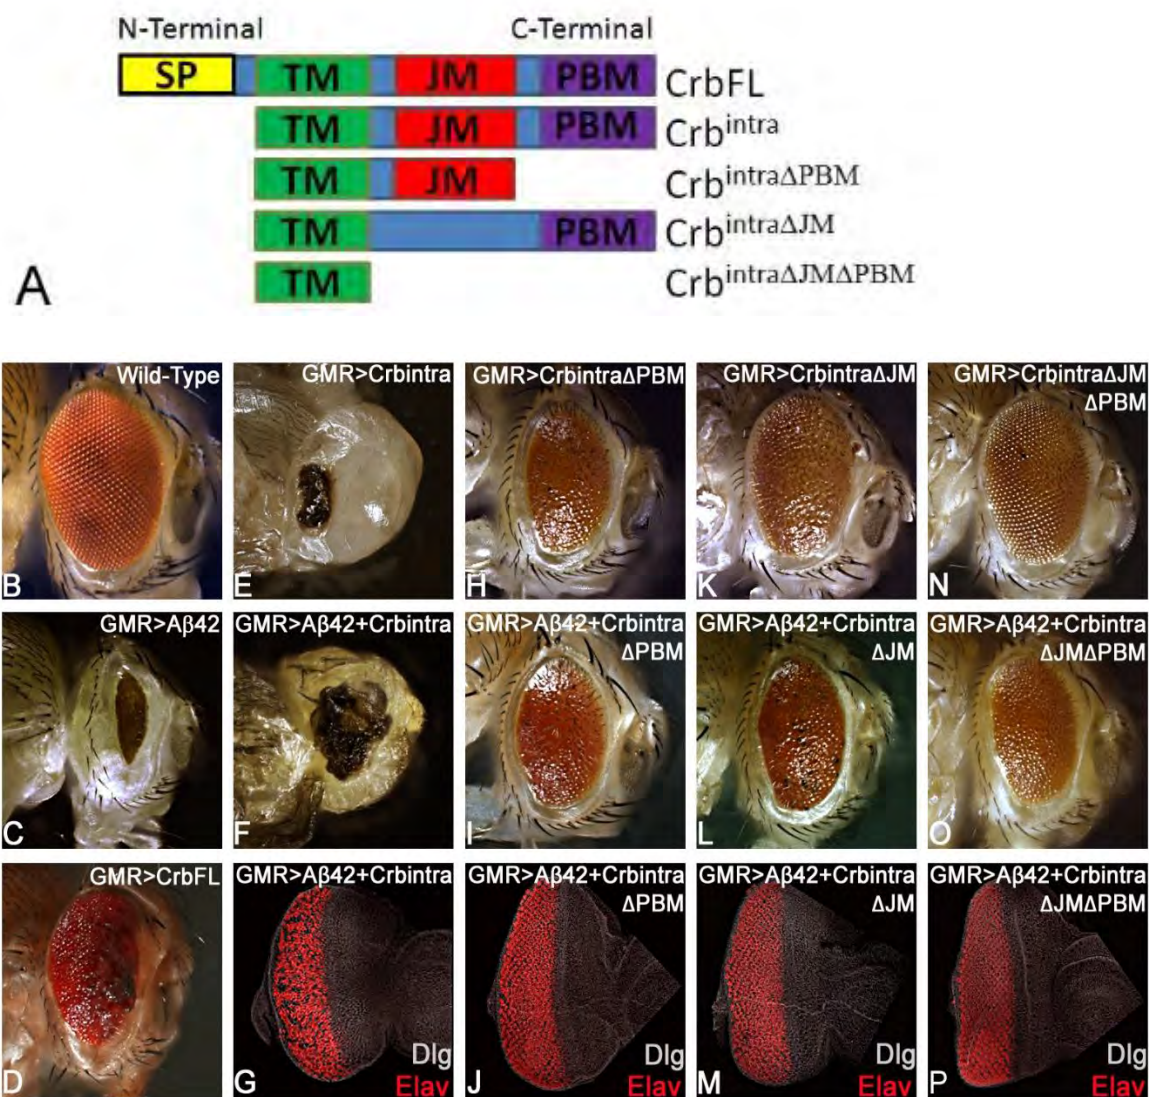 N-Terminal C-Terminal
SP TM JM PBM CrbFL
TM JM PBM Crbintra
TM JM CrbintraΔPBM
TM PBM CrbintraΔJM
TM CrbintraΔJMΔPBM
A
Wild-Type
B
GMR>Crbintra
E
GMR>CrbintraΔPBM
H
GMR>CrbintraΔJM
K
GMR>CrbintraΔJM
ΔPBM
N
GMR>Aβ42
C
GMR>Aβ42+Crbintra
F
GMR>Aβ42+Crbintra
ΔPBM
I
GMR>Aβ42+Crbintra
ΔJM
L
GMR>Aβ42+Crbintra
ΔJMΔPBM
O
GMR>CrbFL
D
GMR>Aβ42+Crbintra
Dlg
G Elav
GMR>Aβ42+Crbintra
ΔPBM
Dlg
J Elav
GMR>Aβ42+Crbintra
ΔJM
Dlg
M Elav
GMR>Aβ42+Crbintra
ΔJMΔPBM
Dlg
P Elav